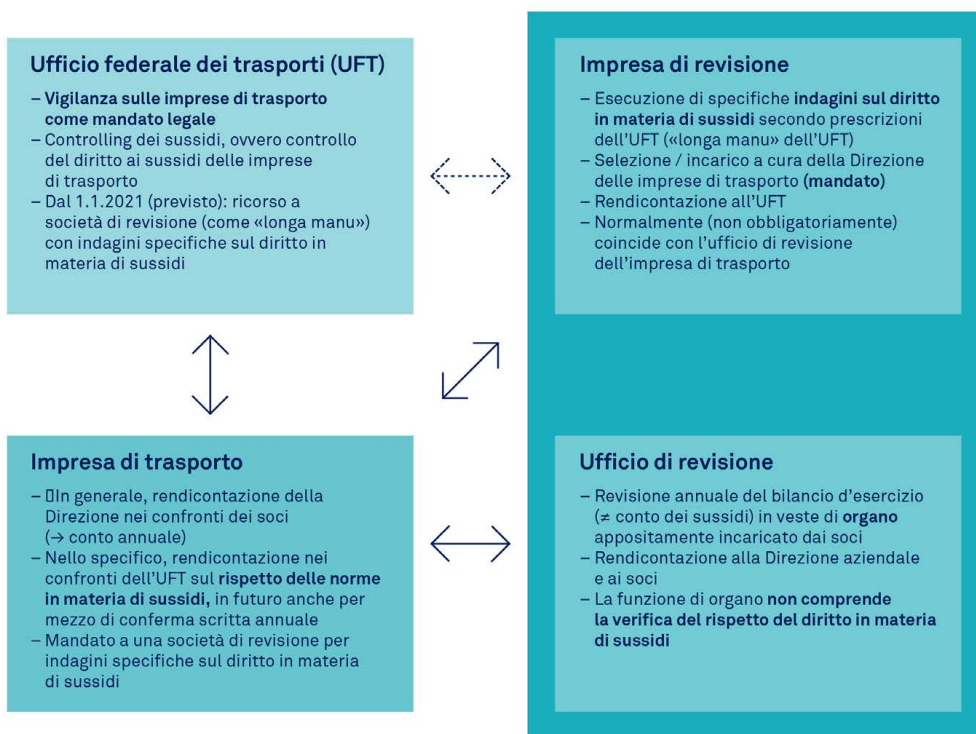 Ufficio federale dei trasporti (UFT)
– Vigilanza sulle imprese di trasporto
come mandato legale
– Controlling dei sussidi, ovvero controllo
del diritto ai sussidi delle imprese
di trasporto
– Dal 1.1.2021 (previsto): ricorso a
società di revisione (come «longa manu»)
con indagini specifiche sul diritto in
materia di sussidi
Impresa di revisione
– Esecuzione di specifiche indagini sul diritto
in materia di sussidi secondo prescrizioni
dell’UFT («longa manu» dell’UFT)
– Selezione / incarico a cura della Direzione
delle imprese di trasporto (mandato)
– Rendicontazione all’UFT
– Normalmente (non obbligatoriamente)
coincide con l’ufficio di revisione
dell’impresa di trasporto
Impresa di trasporto
– In generale, rendicontazione della
Direzione nei confronti dei soci
(→ conto annuale)
– Nello specifico, rendicontazione nei
confronti dell’UFT sul rispetto delle norme
in materia di sussidi, in futuro anche per
mezzo di conferma scritta annuale
– Mandato a una società di revisione per
indagini specifiche sul diritto in materia
di sussidi
Ufficio di revisione
– Revisione annuale del bilancio d’esercizio
(≠ conto dei sussidi) in veste di organo
appositamente incaricato dai soci
– Rendicontazione alla Direzione aziendale
e ai soci
– La funzione di organo non comprende
la verifica del rispetto del diritto in materia
di sussidi